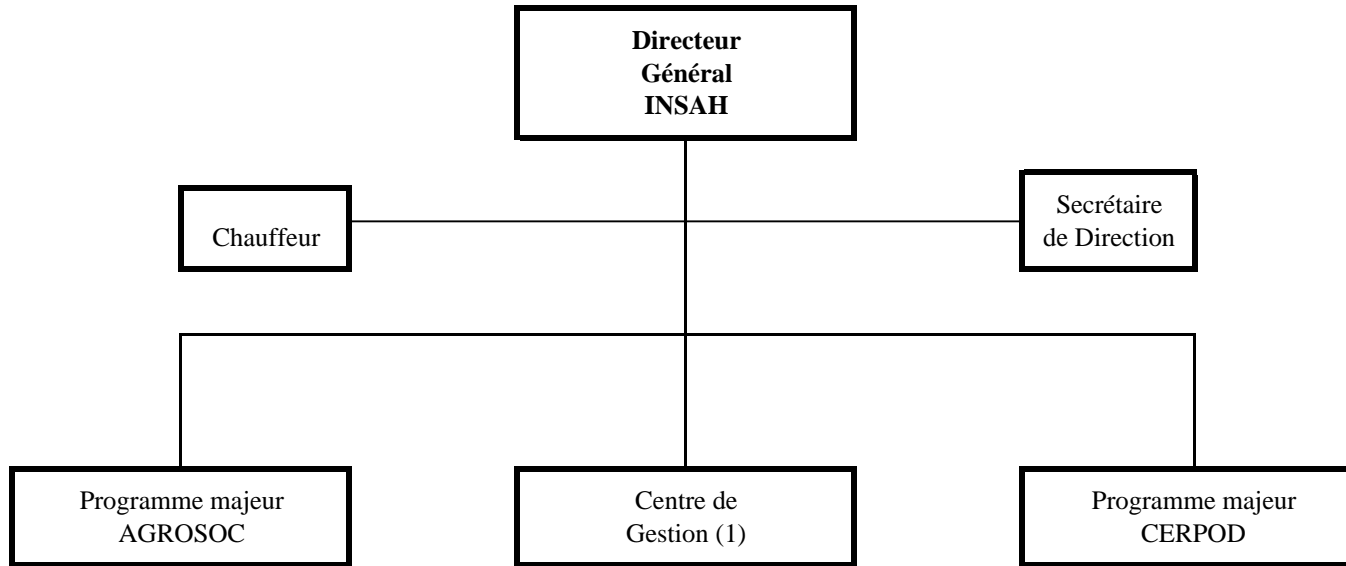 Directeur
Général
INSAH
Chauffeur
Secrétaire
de Direction
Programme majeur
AGROSOC
Centre de
Gestion (1)
Programme majeur
CERPOD